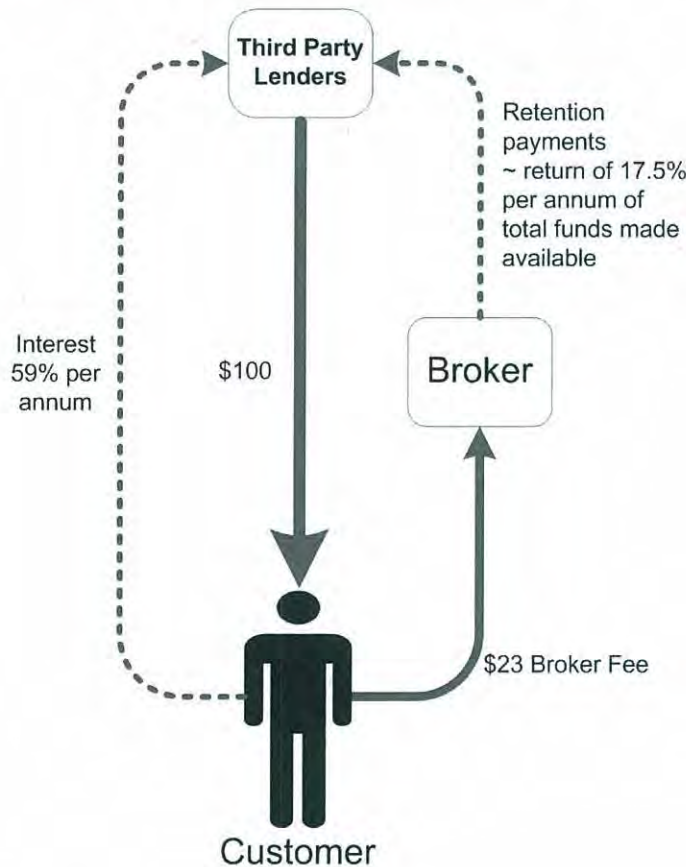 Third Party
Lenders
Retention
payments
~ return of 17.5%
per annum of
total funds made
available
Interest
59% per
annum
$100
Broker
$23 Broker Fee
Customer